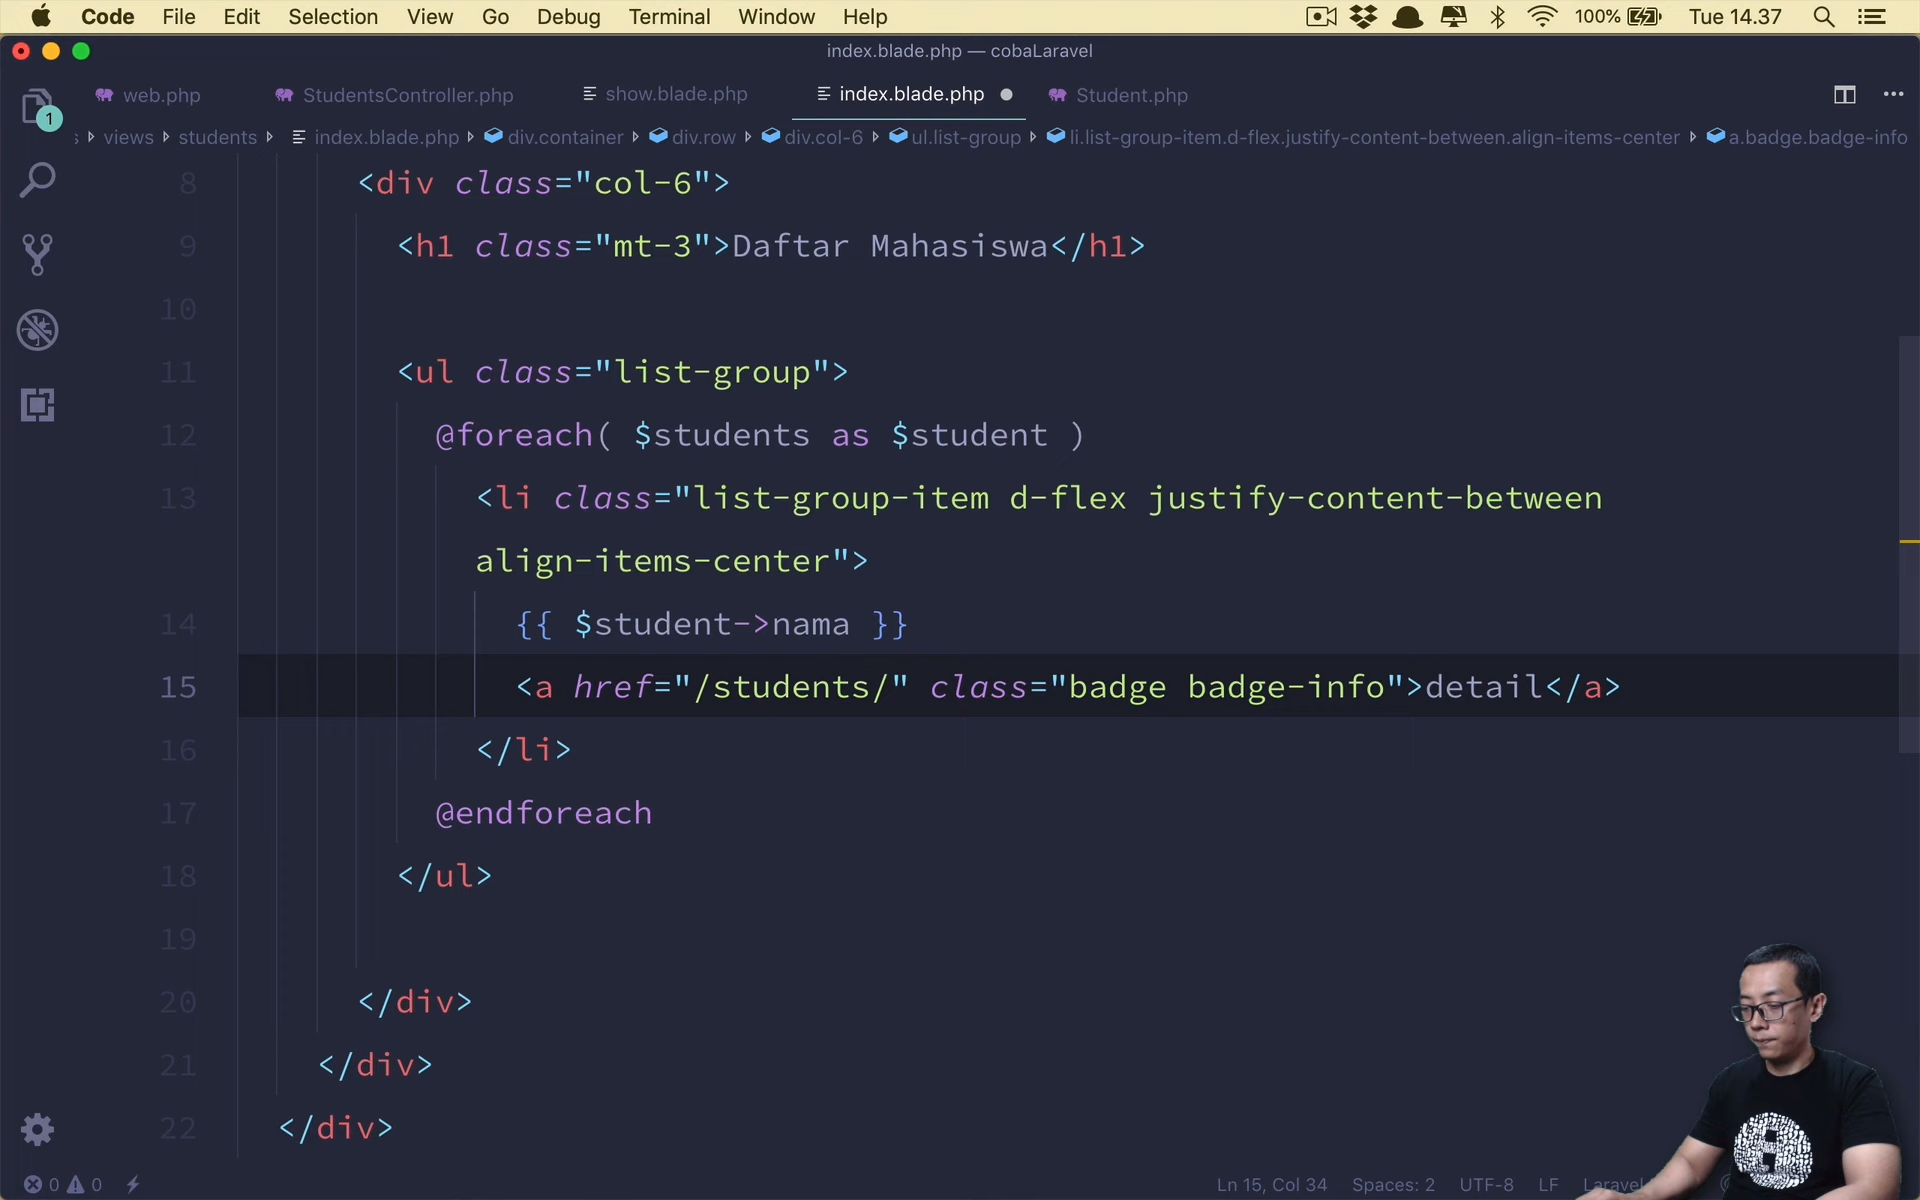 Code File Edit Selection View Go Debug Terminal Window Help 100% Tue 14.37
index.blade.php — cobaLaravel
web.php StudentsController.php show.blade.php index.blade.php Student.php
1
s views students index.blade.php div.container div.row div.col-6 ul.list-group li.list-group-item.d-flex.justify-content-between.align-items-center a.badge.badge-info
8 <div class="col-6">
9 <h1 class="mt-3">Daftar Mahasiswa</h1>
10
11 <ul class="list-group">
12 @foreach( $students as $student )
13 <li class="list-group-item d-flex justify-content-between
align-items-center">
14 {{ $student->nama }}
15 <a href="/students/" class="badge badge-info">detail</a>
16 </li>
17 @endforeach
18 </ul>
19
20 </div>
21 </div>
22 </div>
0 0 Ln 15, Col 34 Spaces: 2 UTF-8 LF Laravel